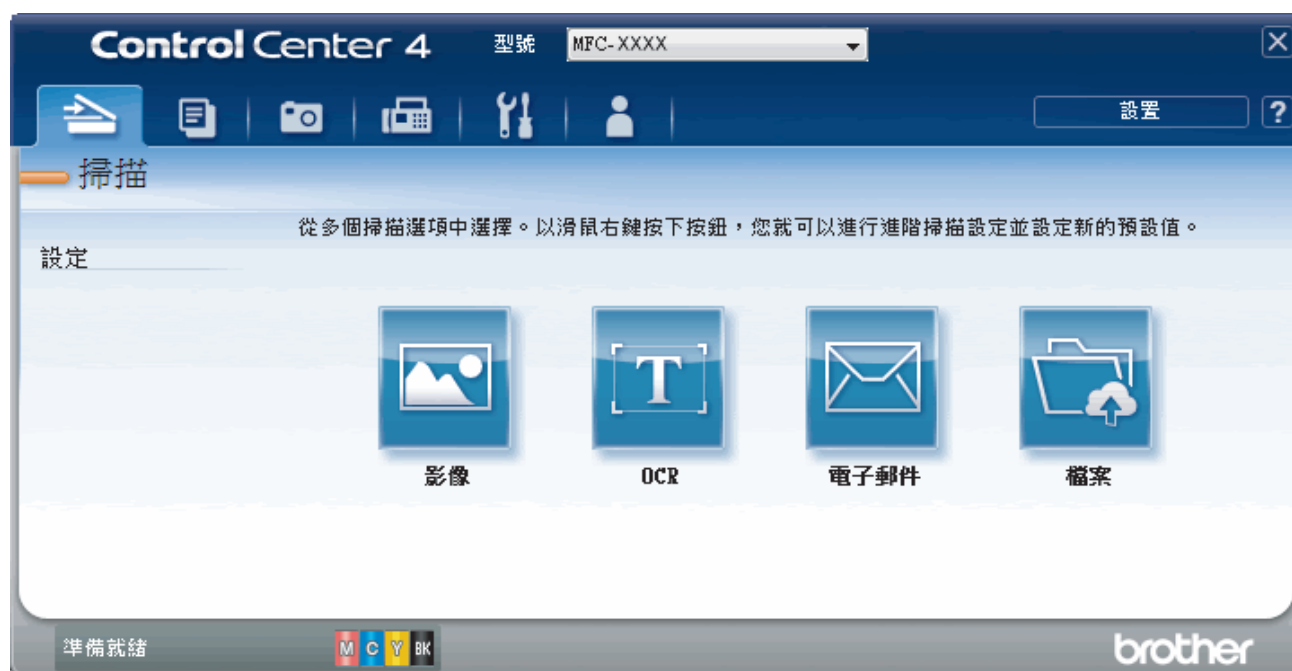 Control Center 4 型號 MFC-XXXX
設置 ?
掃描
從多個掃描選項中選擇。以滑鼠右鍵按下按鈕，您就可以進行進階掃描設定並設定新的預設值。
設定
T
影像 OCR 電子郵件 檔案
準備就緒 M C Y BK brother